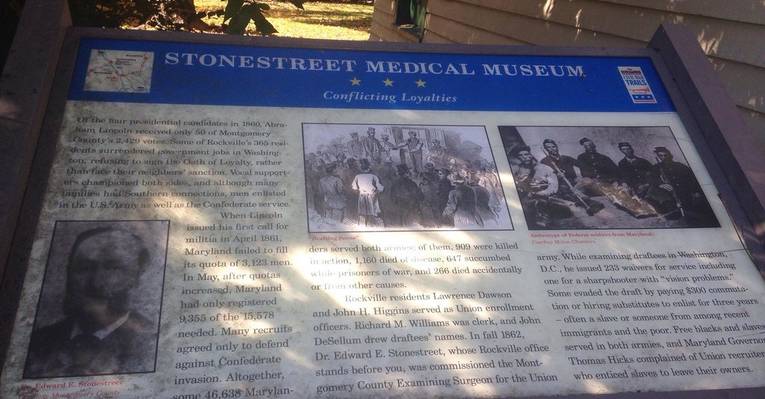 STONESTREET MEDICAL MUSEUM
Conflicting Loyalties
CIVIL WAR
TRAILS
Of the four presidential candidates in 1860, Abra-
ham Lincoln received only 50 of Montgomery
County's 2,429 votes. Some of Rockville's 365 resi-
dents surrendered government jobs in Washing-
ton, refusing to sign the Oath of Loyalty, rather
than face their neighbors' sanction. Vocal support-
ers championed both sides, and although many
families had Southern connections, men enlisted
in the U.S. Army as well as the Confederate service.
When Lincoln
issued his first call for
militia in April 1861,
Maryland failed to fill
its quota of 3,123 men.
In May, after quotas
increased, Maryland
had only registered
9,355 of the 15,578
needed. Many recruits
agreed only to defend
against Confederate
invasion. Altogether,
some 46,638 Marylan-
Edward E. Stonestreet
Montgomery County
ders served both armies; of them, 909 were killed
in action, 1,160 died of disease, 647 succumbed
while prisoners of war, and 266 died accidentally
or from other causes.
Rockville residents Lawrence Dawson
and John H. Higgins served as Union enrollment
officers. Richard M. Williams was clerk, and John
DeSellum drew draftees' names. In fall 1862,
Dr. Edward E. Stonestreet, whose Rockville office
stands before you, was commissioned the Mont-
gomery County Examining Surgeon for the Union
of Federal soldiers from Maryland
army. While examining draftees in Washington,
D.C., he issued 235 waivers for service including
one for a sharpshooter with "vision problems."
Some evaded the draft by paying $300 commuta-
tion or hiring substitutes to enlist for three years
– often a slave or someone from among recent
immigrants and the poor. Free blacks and slaves
served in both armies, and Maryland Governor
Thomas Hicks complained of Union recruiters
who enticed slaves to leave their owners.